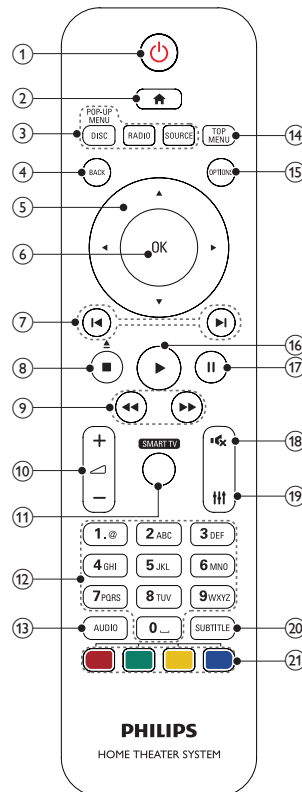 1
2
POP-UP
MENU
3 DISC RADIO SOURCE TOP
MENU 14
4 BACK OPTIONS 15
5
6 OK
7
16
8 17
9
SMART TV
10 + 18
− 19
11
1.@ 2 ABC 3 DEF
12 4 GHI 5 JKL 6 MNO
7 PQRS 8 TUV 9 WXYZ
13 AUDIO 0 SUBTITLE 20
21
PHILIPS
HOME THEATER SYSTEM